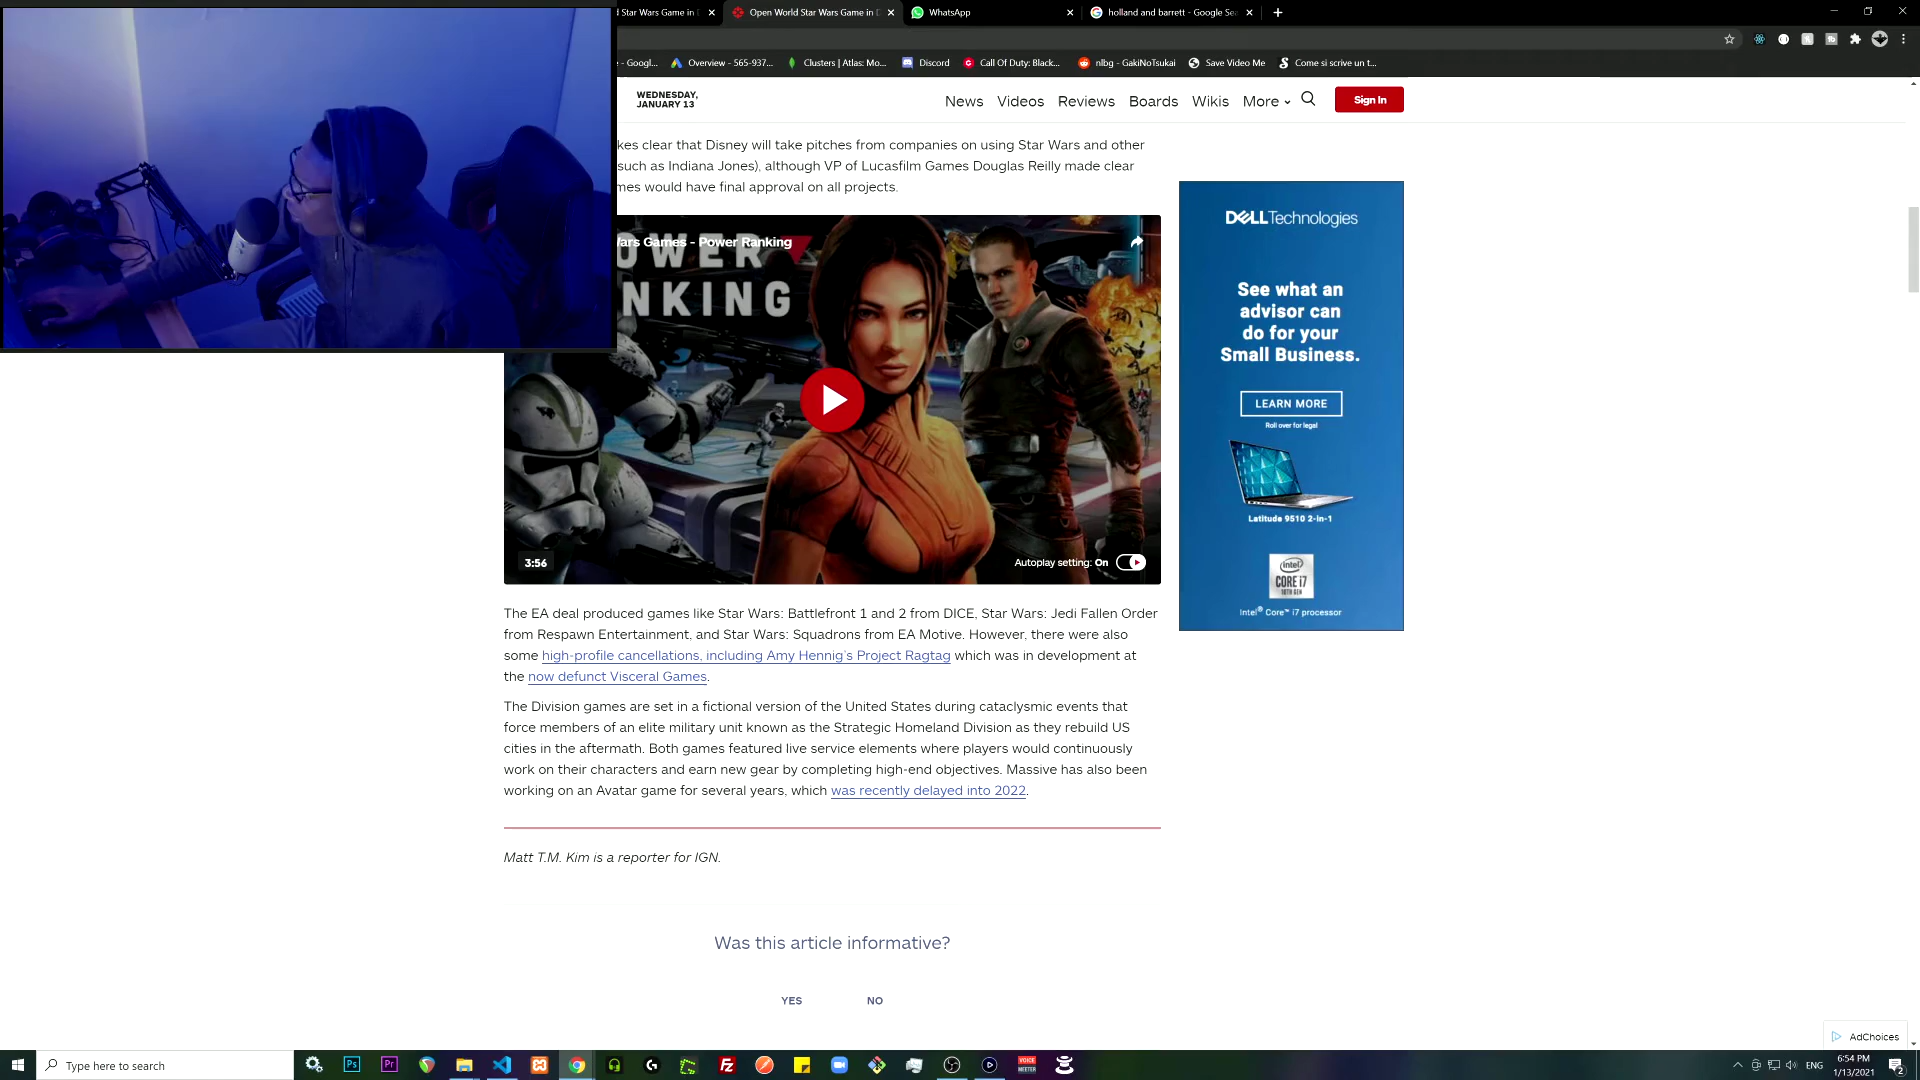 Star Wars Game in
Open World Star Wars Game in
WhatsApp
holland and barrett - Google Sea
- Googl...
Overview - 565-937...
Clusters | Atlas: Mo...
Discord
Call Of Duty: Black...
nlbg - GakiNoTsukai
Save Video Me
Come si scrive un t...
WEDNESDAY,
JANUARY 13
News
Videos
Reviews
Boards
Wikis
More
Sign In
kes clear that Disney will take pitches from companies on using Star Wars and other
such as Indiana Jones), although VP of Lucasfilm Games Douglas Reilly made clear
mes would have final approval on all projects.
Wars Games - Power Ranking
OWER
NKING
3:56
Autoplay setting: On
DELL Technologies
See what an
advisor can
do for your
Small Business.
LEARN MORE
Roll over for legal
Latitude 9510 2-in-1
intel
CORE i7
10TH GEN
Intel® Core™ i7 processor
The EA deal produced games like Star Wars: Battlefront 1 and 2 from DICE, Star Wars: Jedi Fallen Order
from Respawn Entertainment, and Star Wars: Squadrons from EA Motive. However, there were also
some high-profile cancellations, including Amy Hennig's Project Ragtag which was in development at
the now defunct Visceral Games.
The Division games are set in a fictional version of the United States during cataclysmic events that
force members of an elite military unit known as the Strategic Homeland Division as they rebuild US
cities in the aftermath. Both games featured live service elements where players would continuously
work on their characters and earn new gear by completing high-end objectives. Massive has also been
working on an Avatar game for several years, which was recently delayed into 2022.
Matt T.M. Kim is a reporter for IGN.
Was this article informative?
YES
NO
AdChoices
Type here to search
Ps
Pr
FZ
VOICE
MEETER
ENG
6:54 PM
1/13/2021
2